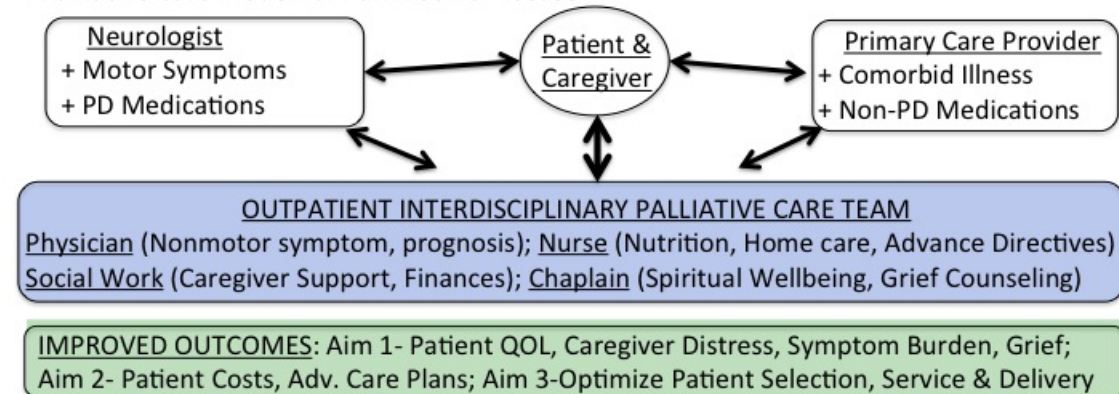 Neurologist
+ Motor Symptoms
+ PD Medications
Patient &
Caregiver
Primary Care Provider
+ Comorbid Illness
+ Non-PD Medications
OUTPATIENT INTERDISCIPLINARY PALLIATIVE CARE TEAM
Physician (Nonmotor symptom, prognosis); Nurse (Nutrition, Home care, Advance Directives)
Social Work (Caregiver Support, Finances); Chaplain (Spiritual Wellbeing, Grief Counseling)
IMPROVED OUTCOMES: Aim 1- Patient QOL, Caregiver Distress, Symptom Burden, Grief;
Aim 2- Patient Costs, Adv. Care Plans; Aim 3-Optimize Patient Selection, Service & Delivery